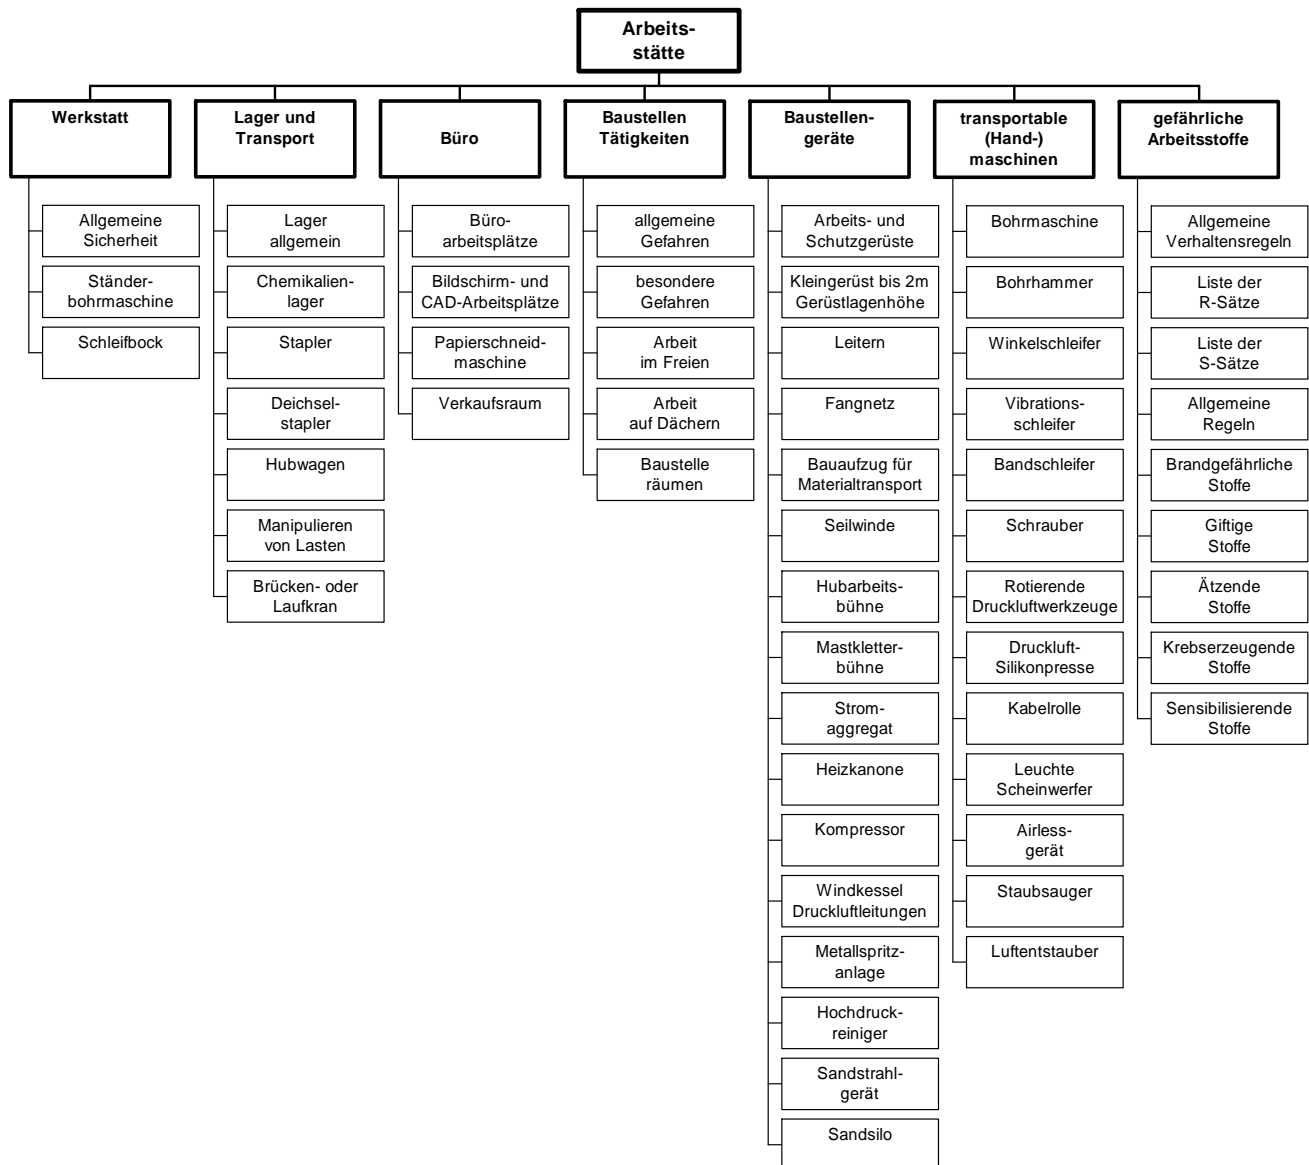 Arbeits-
stätte
Werkstatt
Lager und
Transport
Büro
Baustellen
Tätigkeiten
Baustellen-
geräte
transportable
(Hand-)
maschinen
gefährliche
Arbeitsstoffe
Allgemeine
Sicherheit
Ständer-
bohrmaschine
Schleifbock
Lager
allgemein
Chemikalien-
lager
Stapler
Deichsel-
stapler
Hubwagen
Manipulieren
von Lasten
Brücken- oder
Laufkran
Büro-
arbeitsplätze
Bildschirm- und
CAD-Arbeitsplätze
Papierschneid-
maschine
Verkaufsraum
allgemeine
Gefahren
besondere
Gefahren
Arbeit
im Freien
Arbeit
auf Dächern
Baustelle
räumen
Arbeits- und
Schutzgerüste
Kleingerüst bis 2m
Gerüstlagenhöhe
Leitern
Fangnetz
Bauaufzug für
Materialtransport
Seilwinde
Hubarbeits-
bühne
Mastkletter-
bühne
Strom-
aggregat
Heizkanone
Kompressor
Windkessel
Druckluftleitungen
Metallspritz-
anlage
Hochdruck-
reiniger
Sandstrahl-
gerät
Sandsilo
Bohrmaschine
Bohrhammer
Winkelschleifer
Vibrations-
schleifer
Bandschleifer
Schrauber
Rotierende
Druckluftwerkzeuge
Druckluft-
Silikonpresse
Kabelrolle
Leuchte
Scheinwerfer
Airless-
gerät
Staubsauger
Luftentstauber
Allgemeine
Verhaltensregeln
Liste der
R-Sätze
Liste der
S-Sätze
Allgemeine
Regeln
Brandgefährliche
Stoffe
Giftige
Stoffe
Ätzende
Stoffe
Krebserzeugende
Stoffe
Sensibilisierende
Stoffe